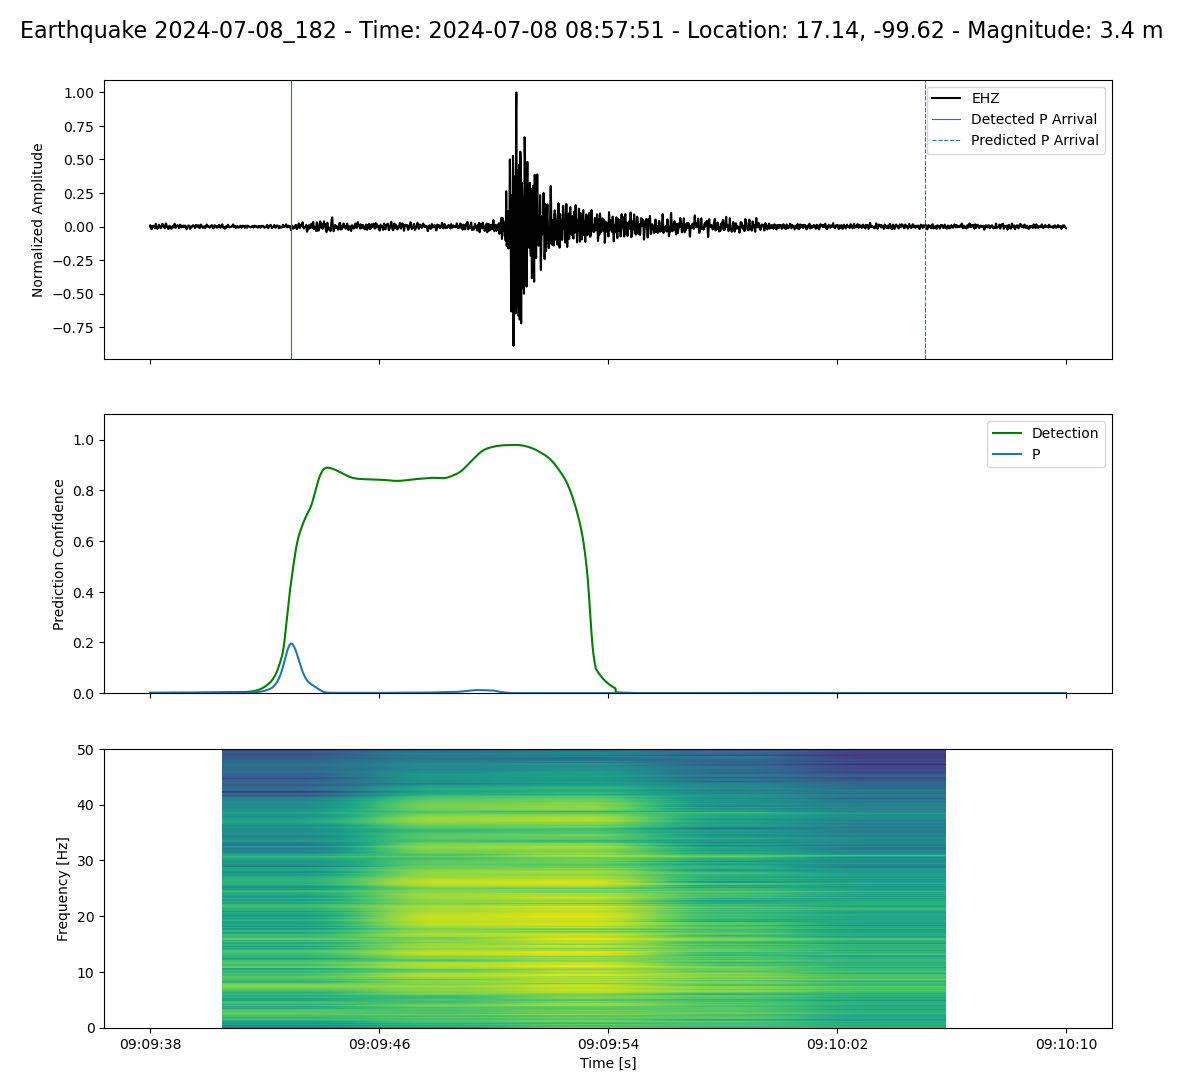 Earthquake 2024-07-08_182 - Time: 2024-07-08 08:57:51 - Location: 17.14, -99.62 - Magnitude: 3.4 m
Normalized Amplitude
1.00
0.75
0.50
0.25
0.00
−0.25
−0.50
−0.75
EHZ
Detected P Arrival
Predicted P Arrival
Prediction Confidence
1.0
0.8
0.6
0.4
0.2
0.0
Detection
P
Frequency [Hz]
50
40
30
20
10
0
09:09:38 09:09:46 09:09:54 09:10:02 09:10:10
Time [s]